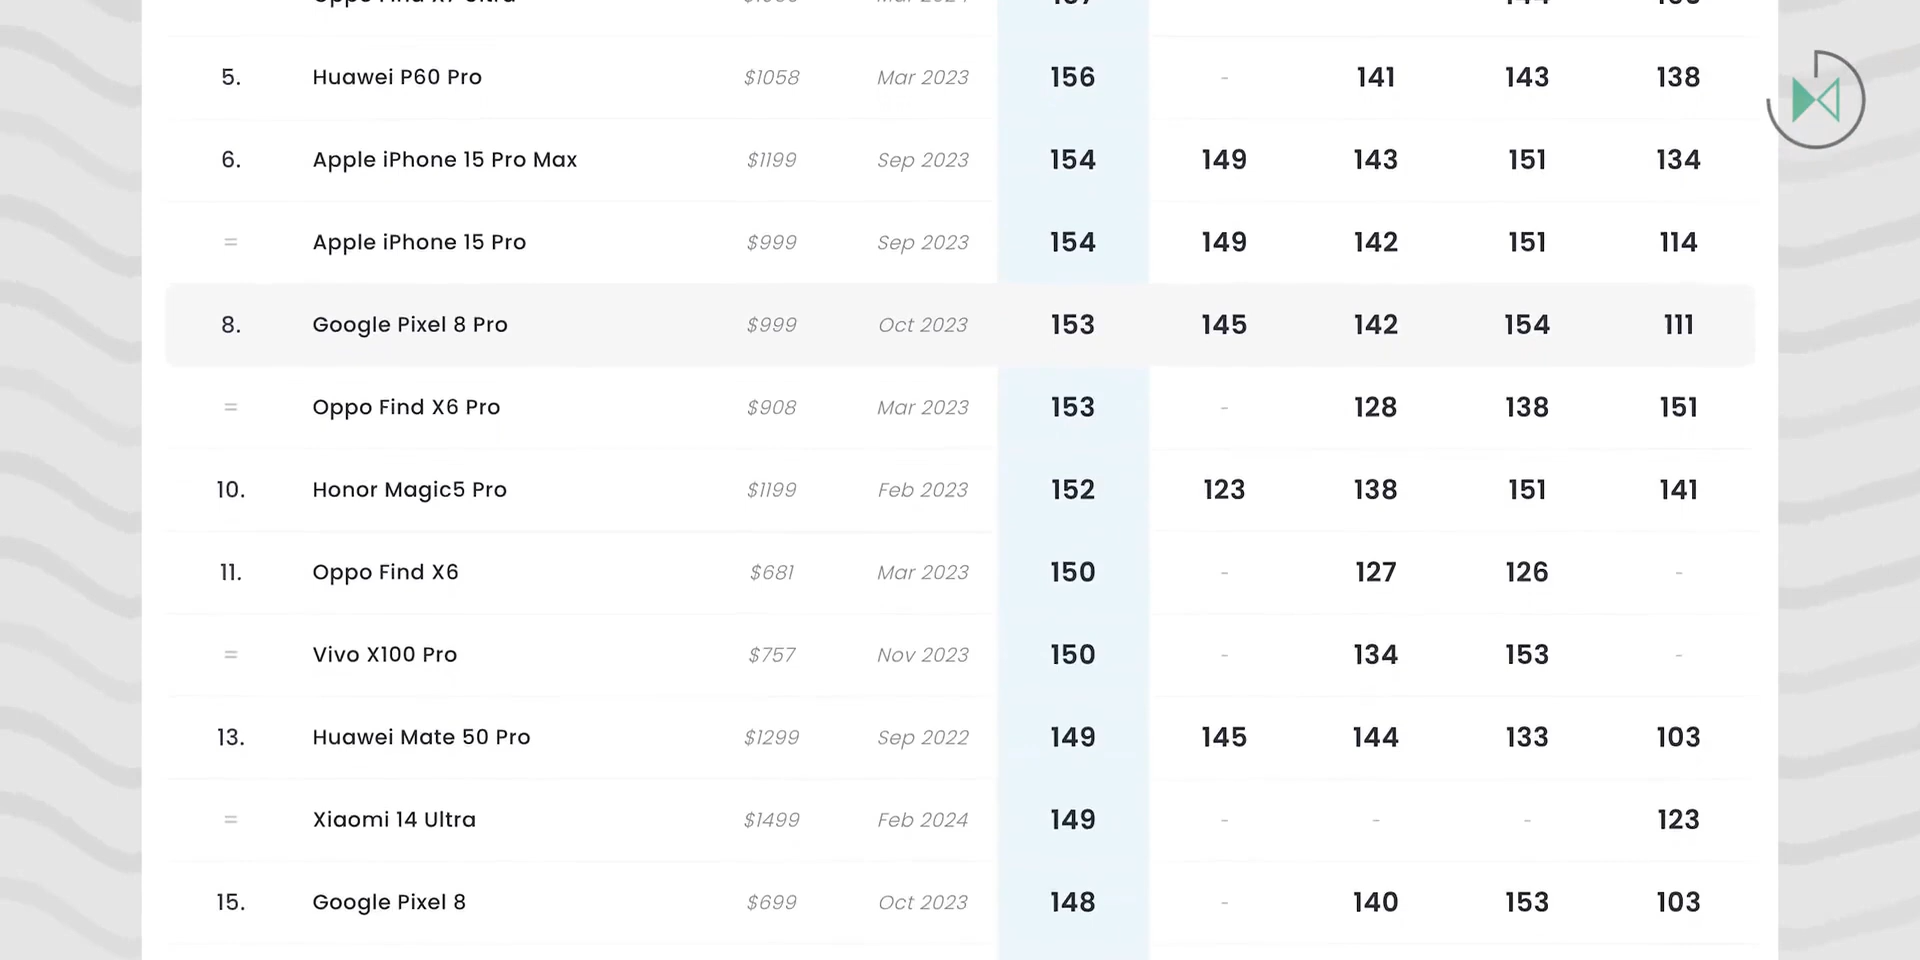 5. Huawei P60 Pro $1058 Mar 2023 156 - 141 143 138
6. Apple iPhone 15 Pro Max $1199 Sep 2023 154 149 143 151 134
= Apple iPhone 15 Pro $999 Sep 2023 154 149 142 151 114
8. Google Pixel 8 Pro $999 Oct 2023 153 145 142 154 111
= Oppo Find X6 Pro $908 Mar 2023 153 - 128 138 151
10. Honor Magic5 Pro $1199 Feb 2023 152 123 138 151 141
11. Oppo Find X6 $681 Mar 2023 150 - 127 126 -
= Vivo X100 Pro $757 Nov 2023 150 - 134 153 -
13. Huawei Mate 50 Pro $1299 Sep 2022 149 145 144 133 103
= Xiaomi 14 Ultra $1499 Feb 2024 149 - - - 123
15. Google Pixel 8 $699 Oct 2023 148 - 140 153 103